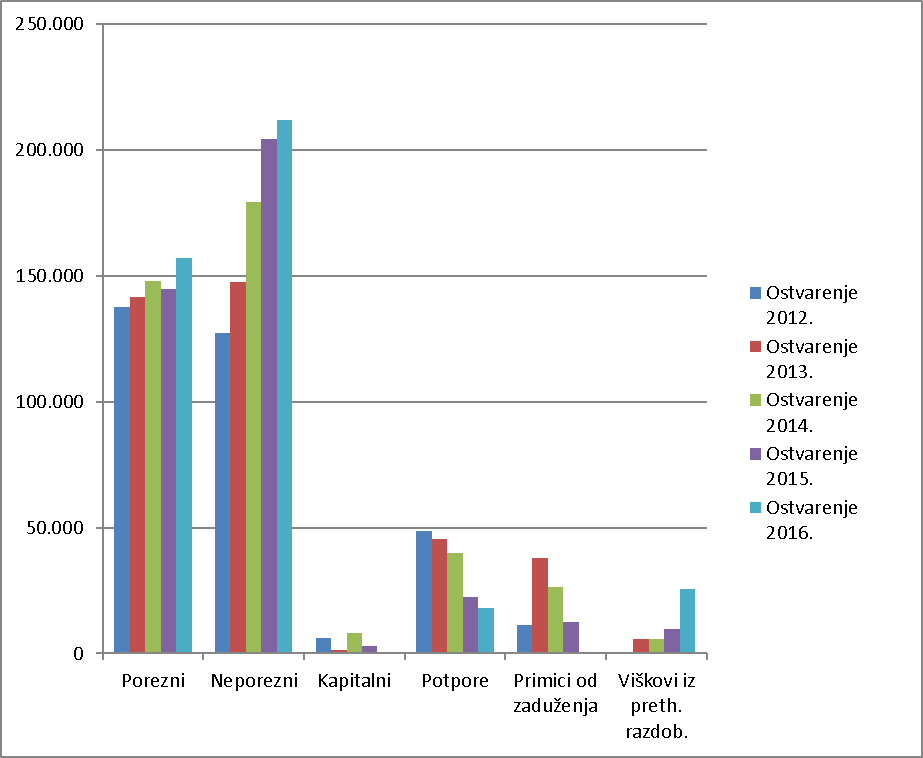 250.000
200.000
150.000
100.000
50.000
0
Porezni
Neporezni
Kapitalni
Potpore
Primici od
zaduženja
Viškovi iz
preth.
razdob.
Ostvarenje
2012.
Ostvarenje
2013.
Ostvarenje
2014.
Ostvarenje
2015.
Ostvarenje
2016.